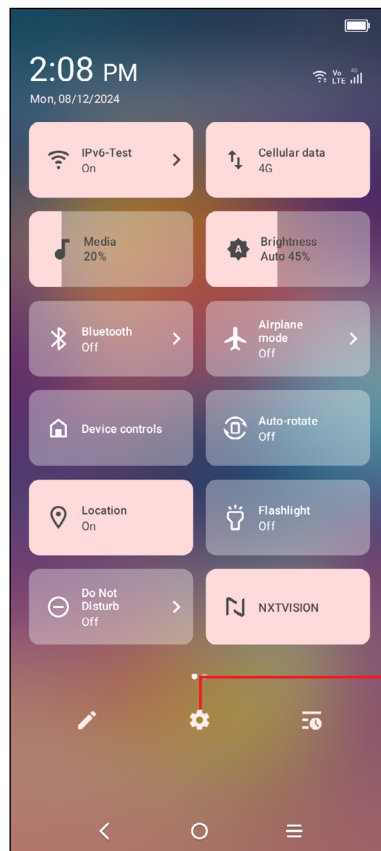 2:08 PM
Vo 4G
LTE
Mon, 08/12/2024
IPv6-Test
On
Cellular data
4G
Media
20%
A
Brightness
Auto 45%
Bluetooth
Off
Airplane
mode
Off
Device controls
Auto-rotate
Off
Location
On
Flashlight
Off
Do Not
Disturb
Off
NXTVISION